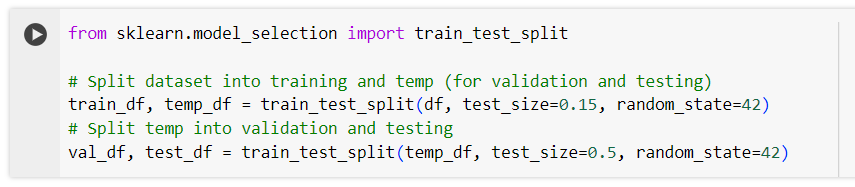 from sklearn.model_selection import train_test_split
# Split dataset into training and temp (for validation and testing)
train_df, temp_df = train_test_split(df, test_size=0.15, random_state=42)
# Split temp into validation and testing
val_df, test_df = train_test_split(temp_df, test_size=0.5, random_state=42)